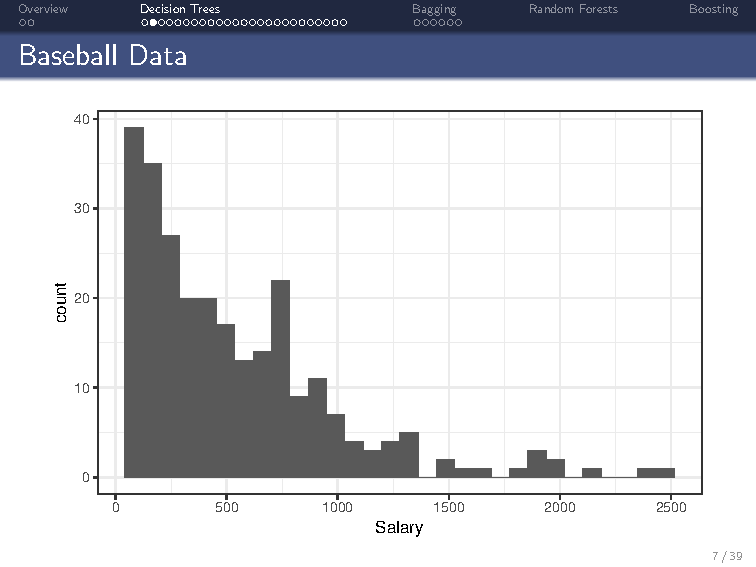 Overview Decision Trees Bagging Random Forests Boosting
Baseball Data
40
30
20
10
0
count
0 500 1000 1500 2000 2500
Salary
7 / 39